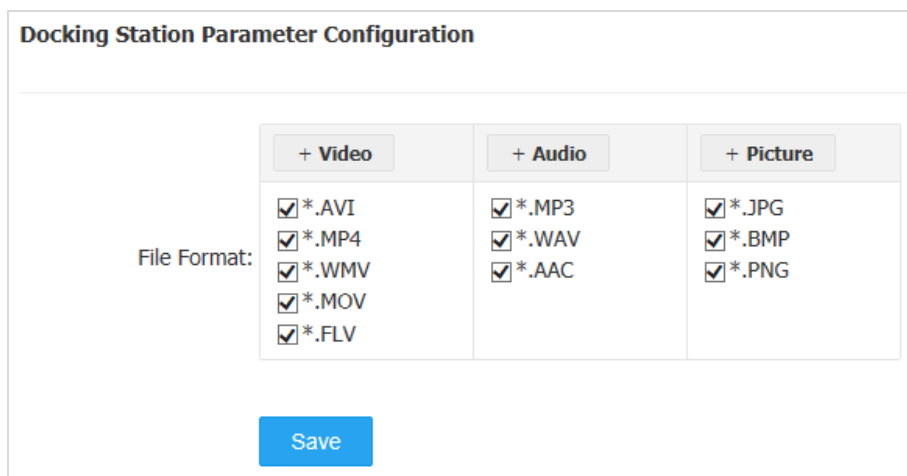 Docking Station Parameter Configuration
+ Video + Audio + Picture
*.AVI *.MP3 *.JPG
*.MP4 *.WAV *.BMP
File Format: *.WMV *.AAC *.PNG
*.MOV
*.FLV
Save